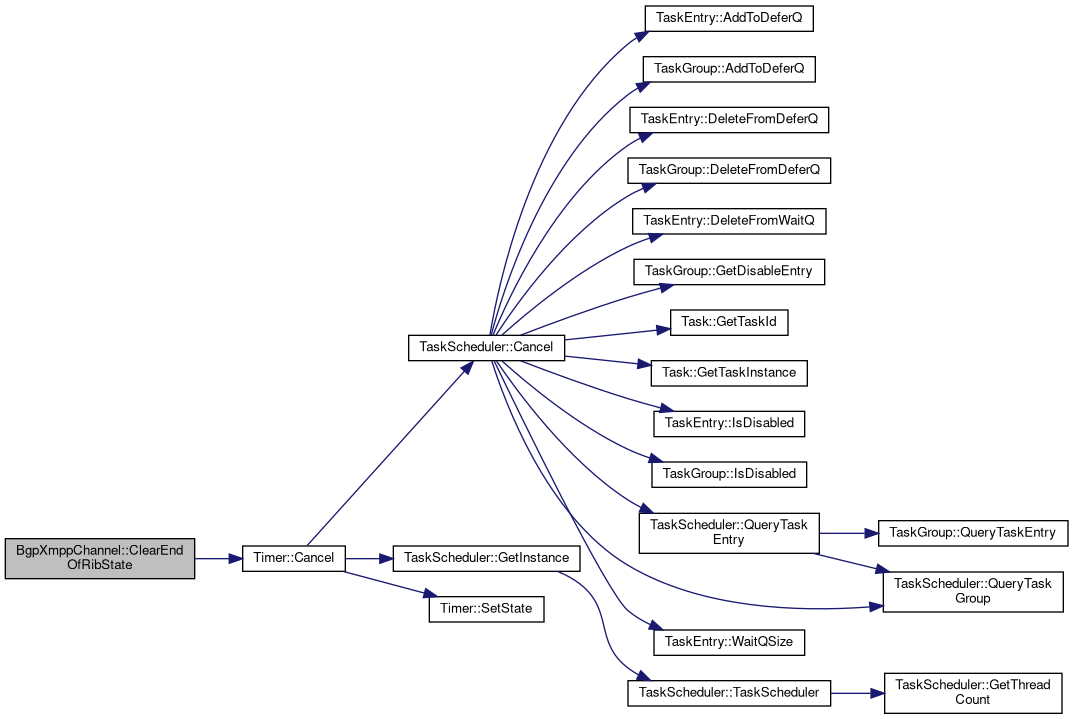 TaskEntry::AddToDeferQ
TaskGroup::AddToDeferQ
TaskEntry::DeleteFromDeferQ
TaskGroup::DeleteFromDeferQ
TaskEntry::DeleteFromWaitQ
TaskGroup::GetDisableEntry
Task::GetTaskId
TaskScheduler::Cancel
Task::GetTaskInstance
TaskEntry::IsDisabled
TaskGroup::IsDisabled
TaskScheduler::QueryTask
Entry
TaskGroup::QueryTaskEntry
BgpXmppChannel::ClearEnd
OfRibState
Timer::Cancel
TaskScheduler::GetInstance
TaskScheduler::QueryTask
Group
Timer::SetState
TaskEntry::WaitQSize
TaskScheduler::TaskScheduler
TaskScheduler::GetThread
Count